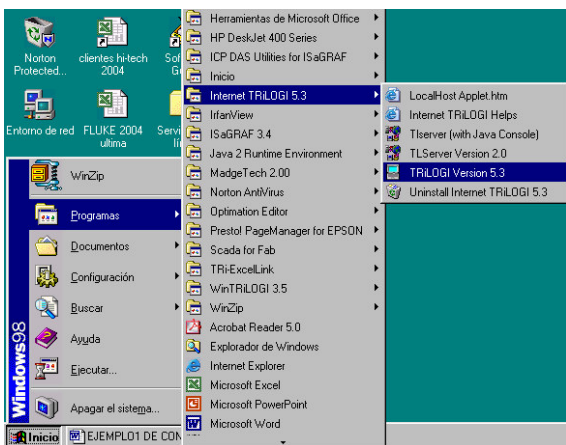 Norton
Protected...
clientes hi-tech
2004
Entorno de red
FLUKE 2004
ultima
WinZip
Programas
Documentos
Configuración
Buscar
Ayuda
Ejecutar...
Apagar el sistema...
Windows98
Inicio
EJEMPLO1 DE CON
Herramientas de Microsoft Office
HP DeskJet 400 Series
ICP DAS Utilities for ISaGRAF
Inicio
Internet TRiLOGI 5.3
IrfanView
ISaGRAF 3.4
Java 2 Runtime Environment
MadgeTech 2.00
Norton AntiVirus
Optimation Editor
Presto! PageManager for EPSON
Scada for Fab
TRi-ExcelLink
WinTRiLOGI 3.5
WinZip
Acrobat Reader 5.0
Explorador de Windows
Internet Explorer
Microsoft Excel
Microsoft PowerPoint
Microsoft Word
LocalHost Applet.htm
Internet TRiLOGI Helps
Tlserver (with Java Console)
TLServer Version 2.0
TRiLOGI Version 5.3
Uninstall Internet TRiLOGI 5.3